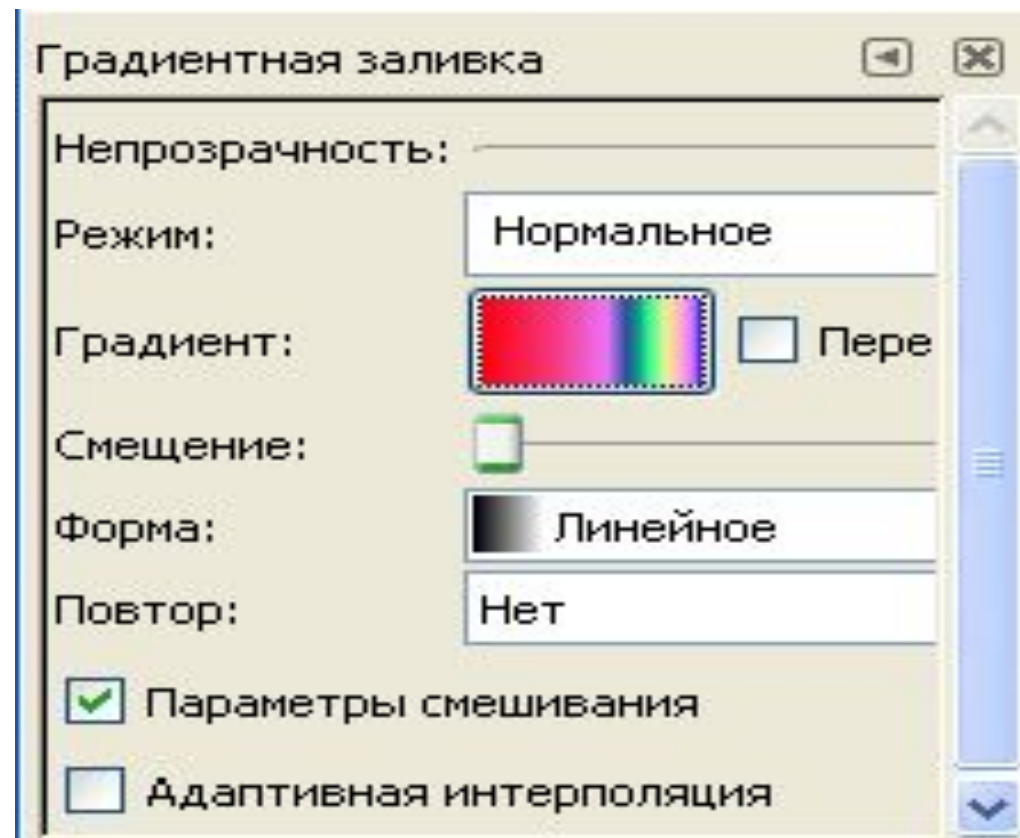 Градиентная заливка
Непрозрачность:
Режим: Нормальное
Градиент: Пере
Смещение:
Форма: Линейное
Повтор: Нет
Параметры смешивания
Адаптивная интерполяция